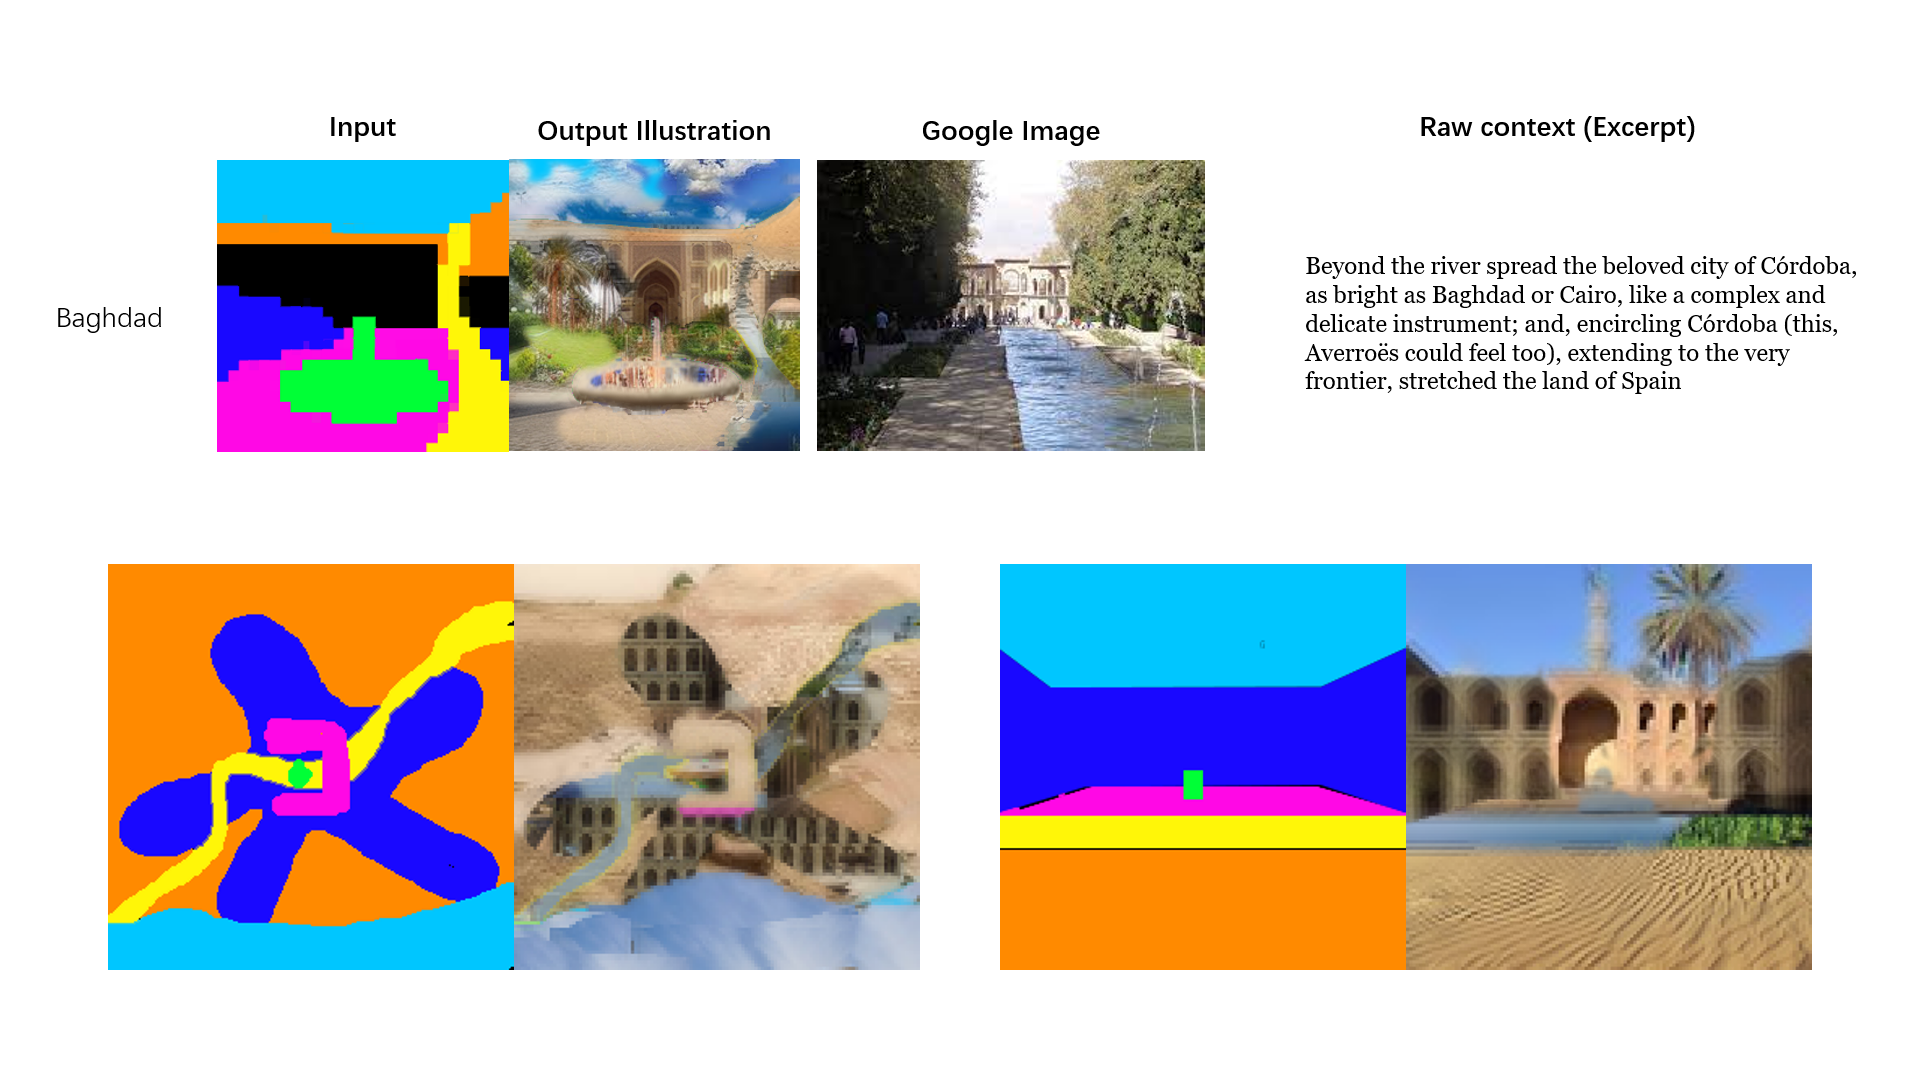 Input
Output Illustration
Google Image
Raw context (Excerpt)
Baghdad
Beyond the river spread the beloved city of Córdoba,
as bright as Baghdad or Cairo, like a complex and
delicate instrument; and, encircling Córdoba (this,
Averroës could feel too), extending to the very
frontier, stretched the land of Spain